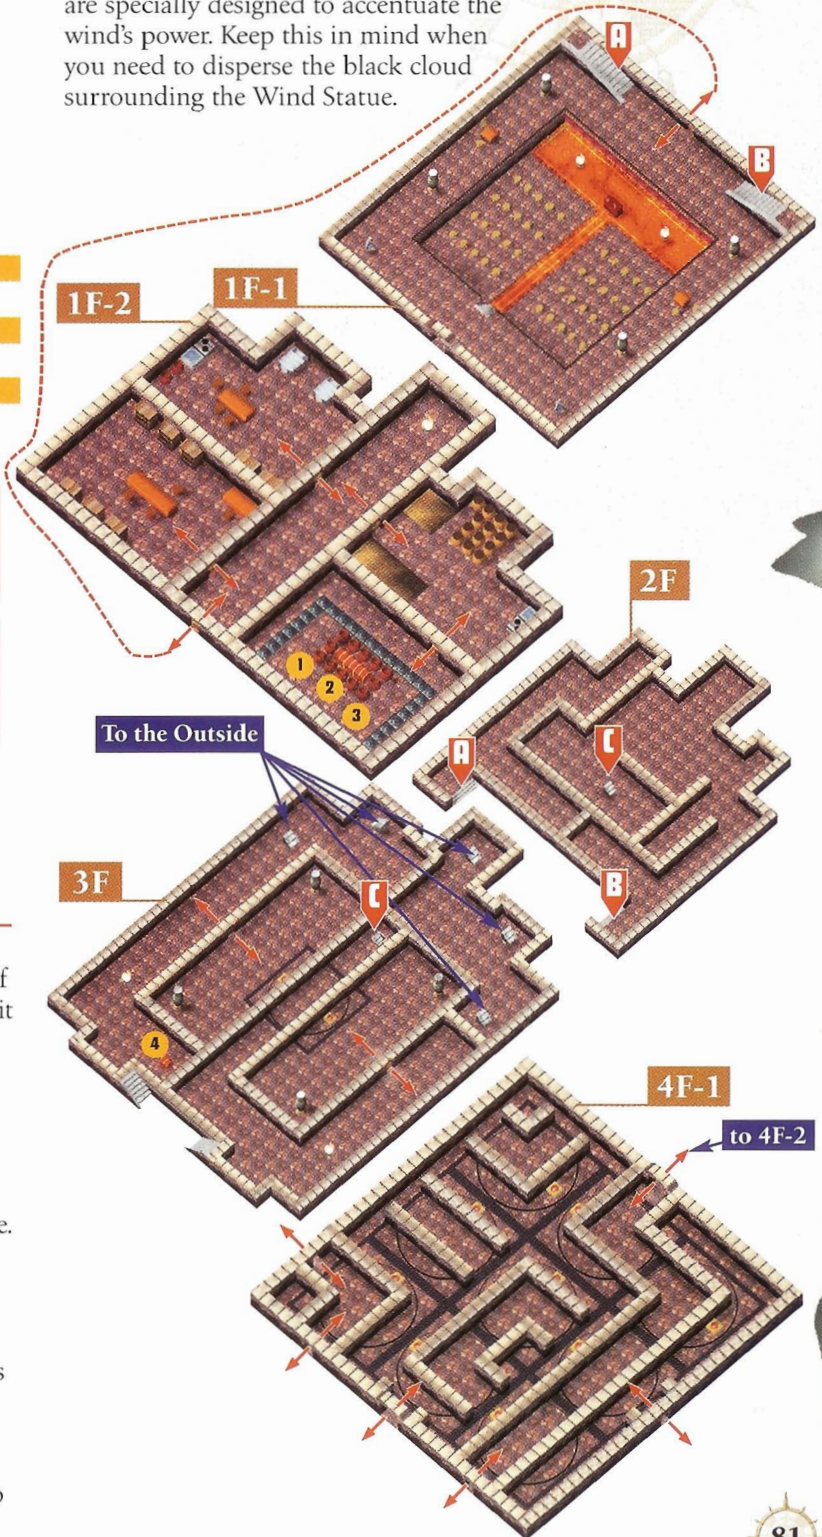 are specially designed to accentuate the
wind's power. Keep this in mind when
you need to disperse the black cloud
surrounding the Wind Statue.
A
B
1F-2
1F-1
2F
1
2
3
To the Outside
A
C
B
3F
C
f
it
4
4F-1
to 4F-2
e.
s
81